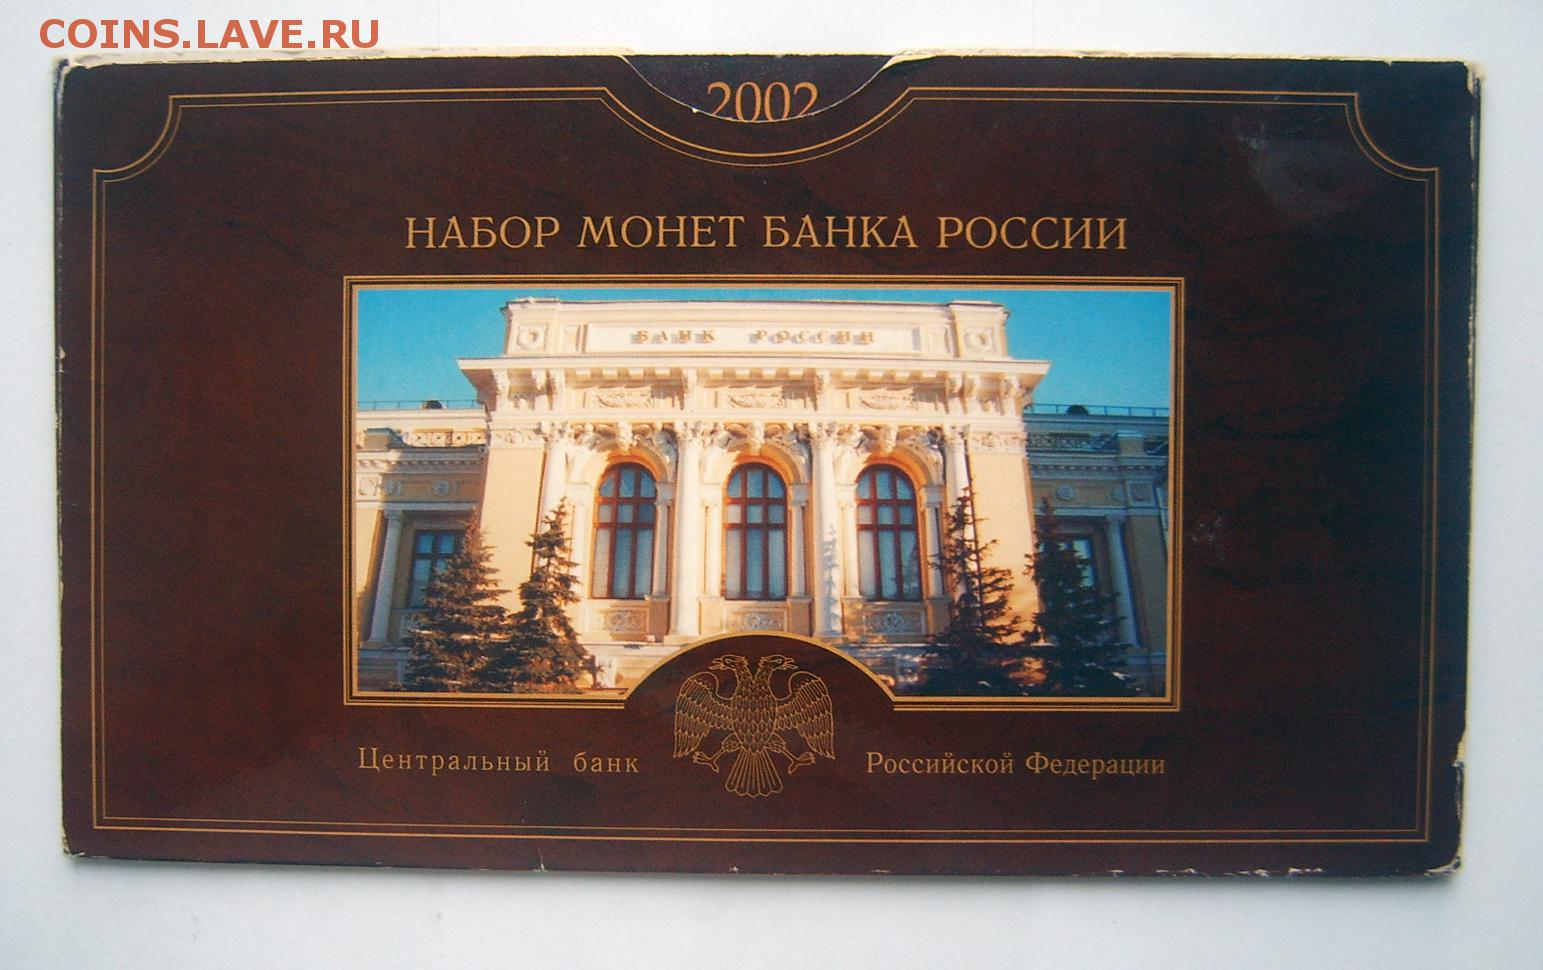 COINS.LAVE.RU
2002
НАБОР МОНЕТ БАНКА РОССИИ
БАНК РОССИИ
Центральный банк Российской Федерации